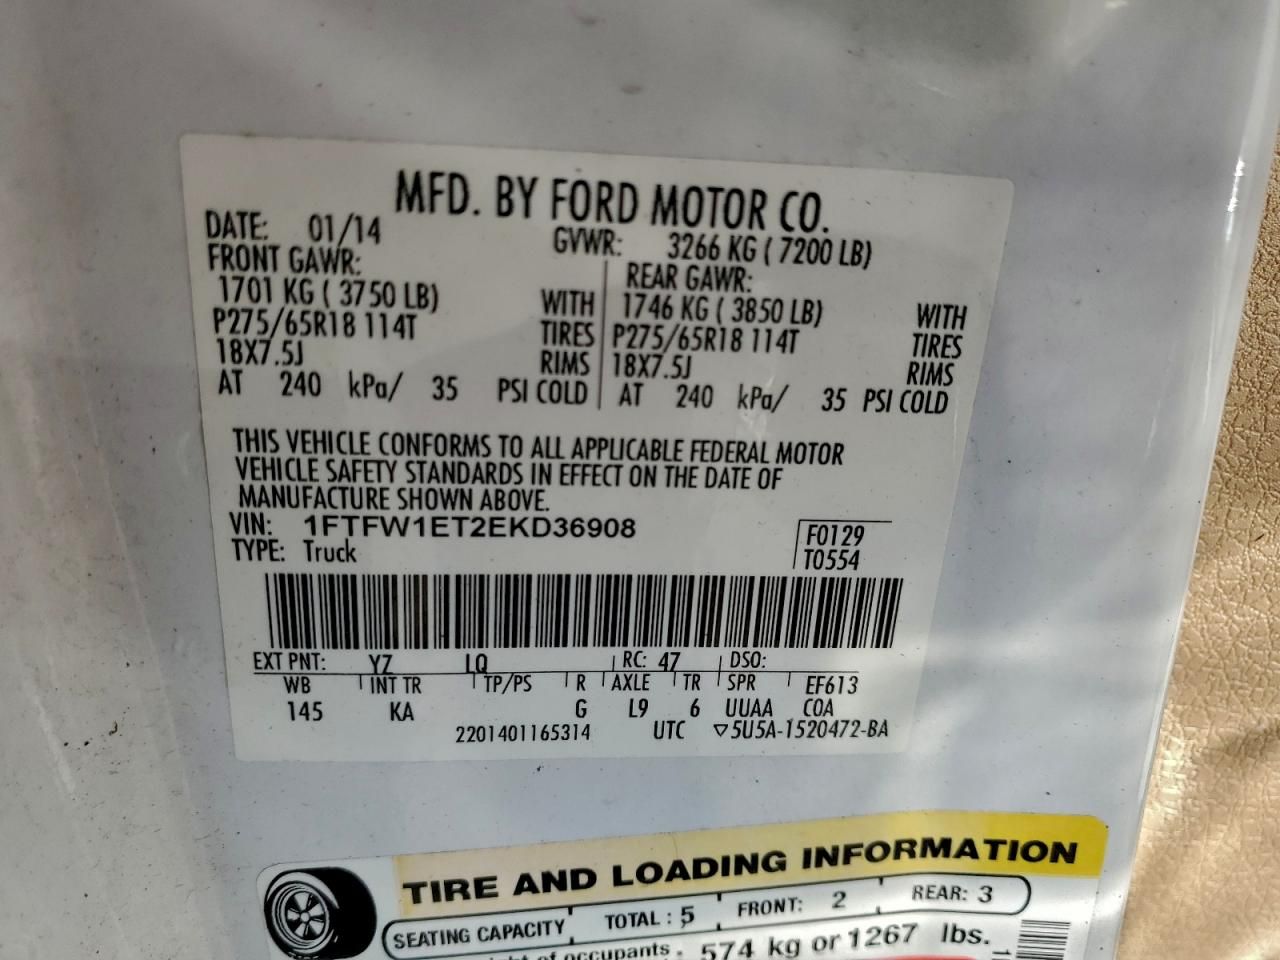 MFD. BY FORD MOTOR CO.
DATE: 01/14 GVWR: 3266 KG ( 7200 LB)
FRONT GAWR: REAR GAWR:
1701 KG ( 3750 LB) WITH 1746 KG ( 3850 LB) WITH
P275/65R18 114T TIRES P275/65R18 114T TIRES
18X7.5J RIMS 18X7.5J RIMS
AT 240 kPa/ 35 PSI COLD AT 240 kPa/ 35 PSI COLD
THIS VEHICLE CONFORMS TO ALL APPLICABLE FEDERAL MOTOR
VEHICLE SAFETY STANDARDS IN EFFECT ON THE DATE OF
MANUFACTURE SHOWN ABOVE.
VIN: 1FTFW1ET2EKD36908 F0129
TYPE: Truck T0554
EXT PNT: YZ LQ RC: 47 DSO:
WB INT TR TP/PS R AXLE TR SPR EF613
145 KA G L9 6 UUAA COA
2201401165314 UTC ▽5U5A-1520472-BA
TIRE AND LOADING INFORMATION
SEATING CAPACITY TOTAL : 5 FRONT: 2 REAR: 3
of occupants 574 kg or 1267 lbs.